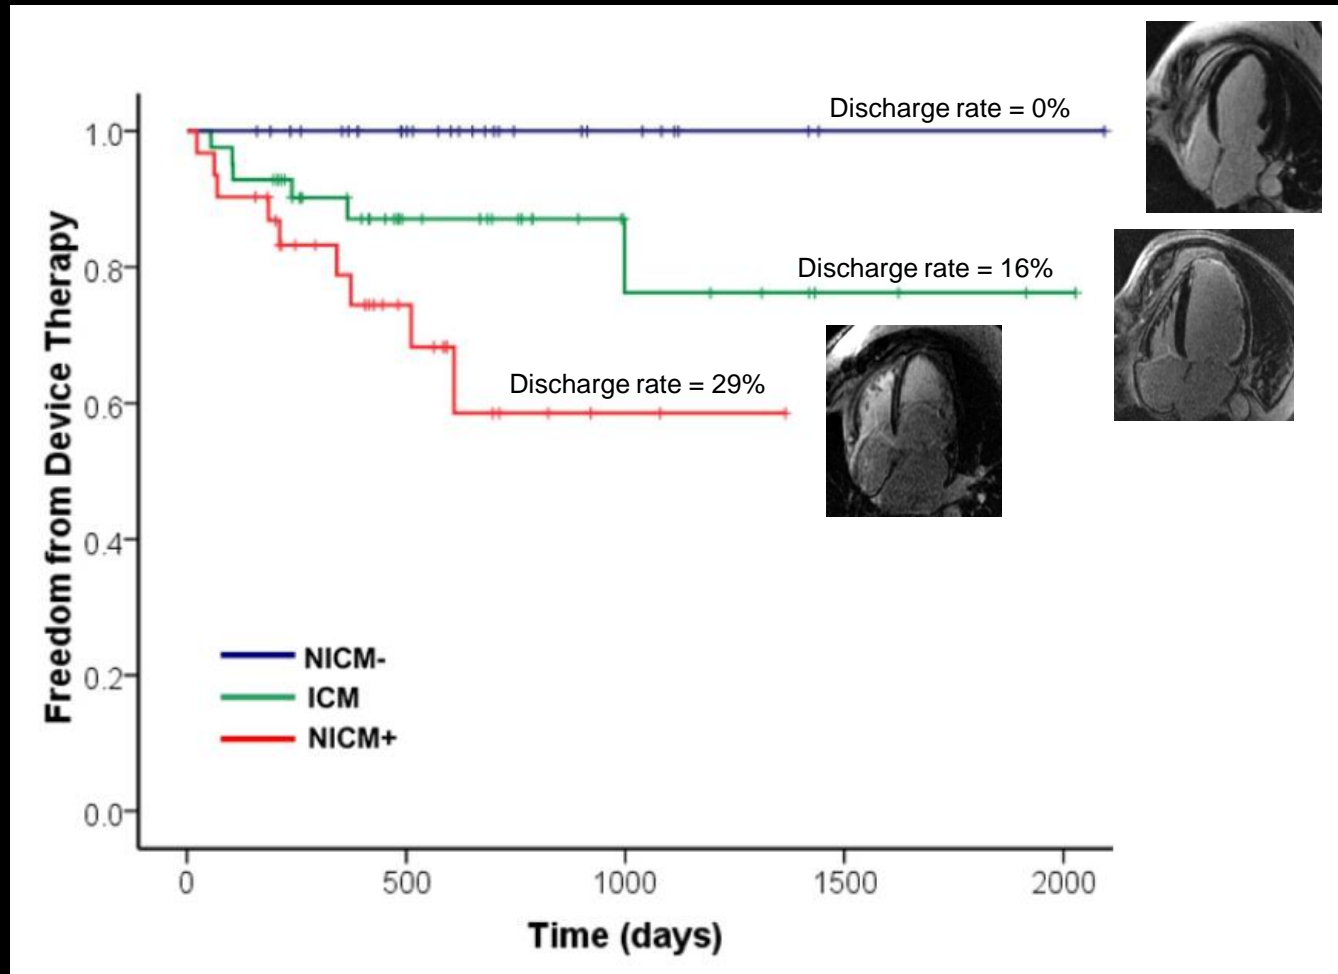 Discharge rate = 0%
1.0
Discharge rate = 16%
0.8
Discharge rate = 29%
0.6
0.4
NICM-
0.2
ICM
NICM+
0.0
0 500 1000 1500 2000
Time (days)
Freedom from Device Therapy